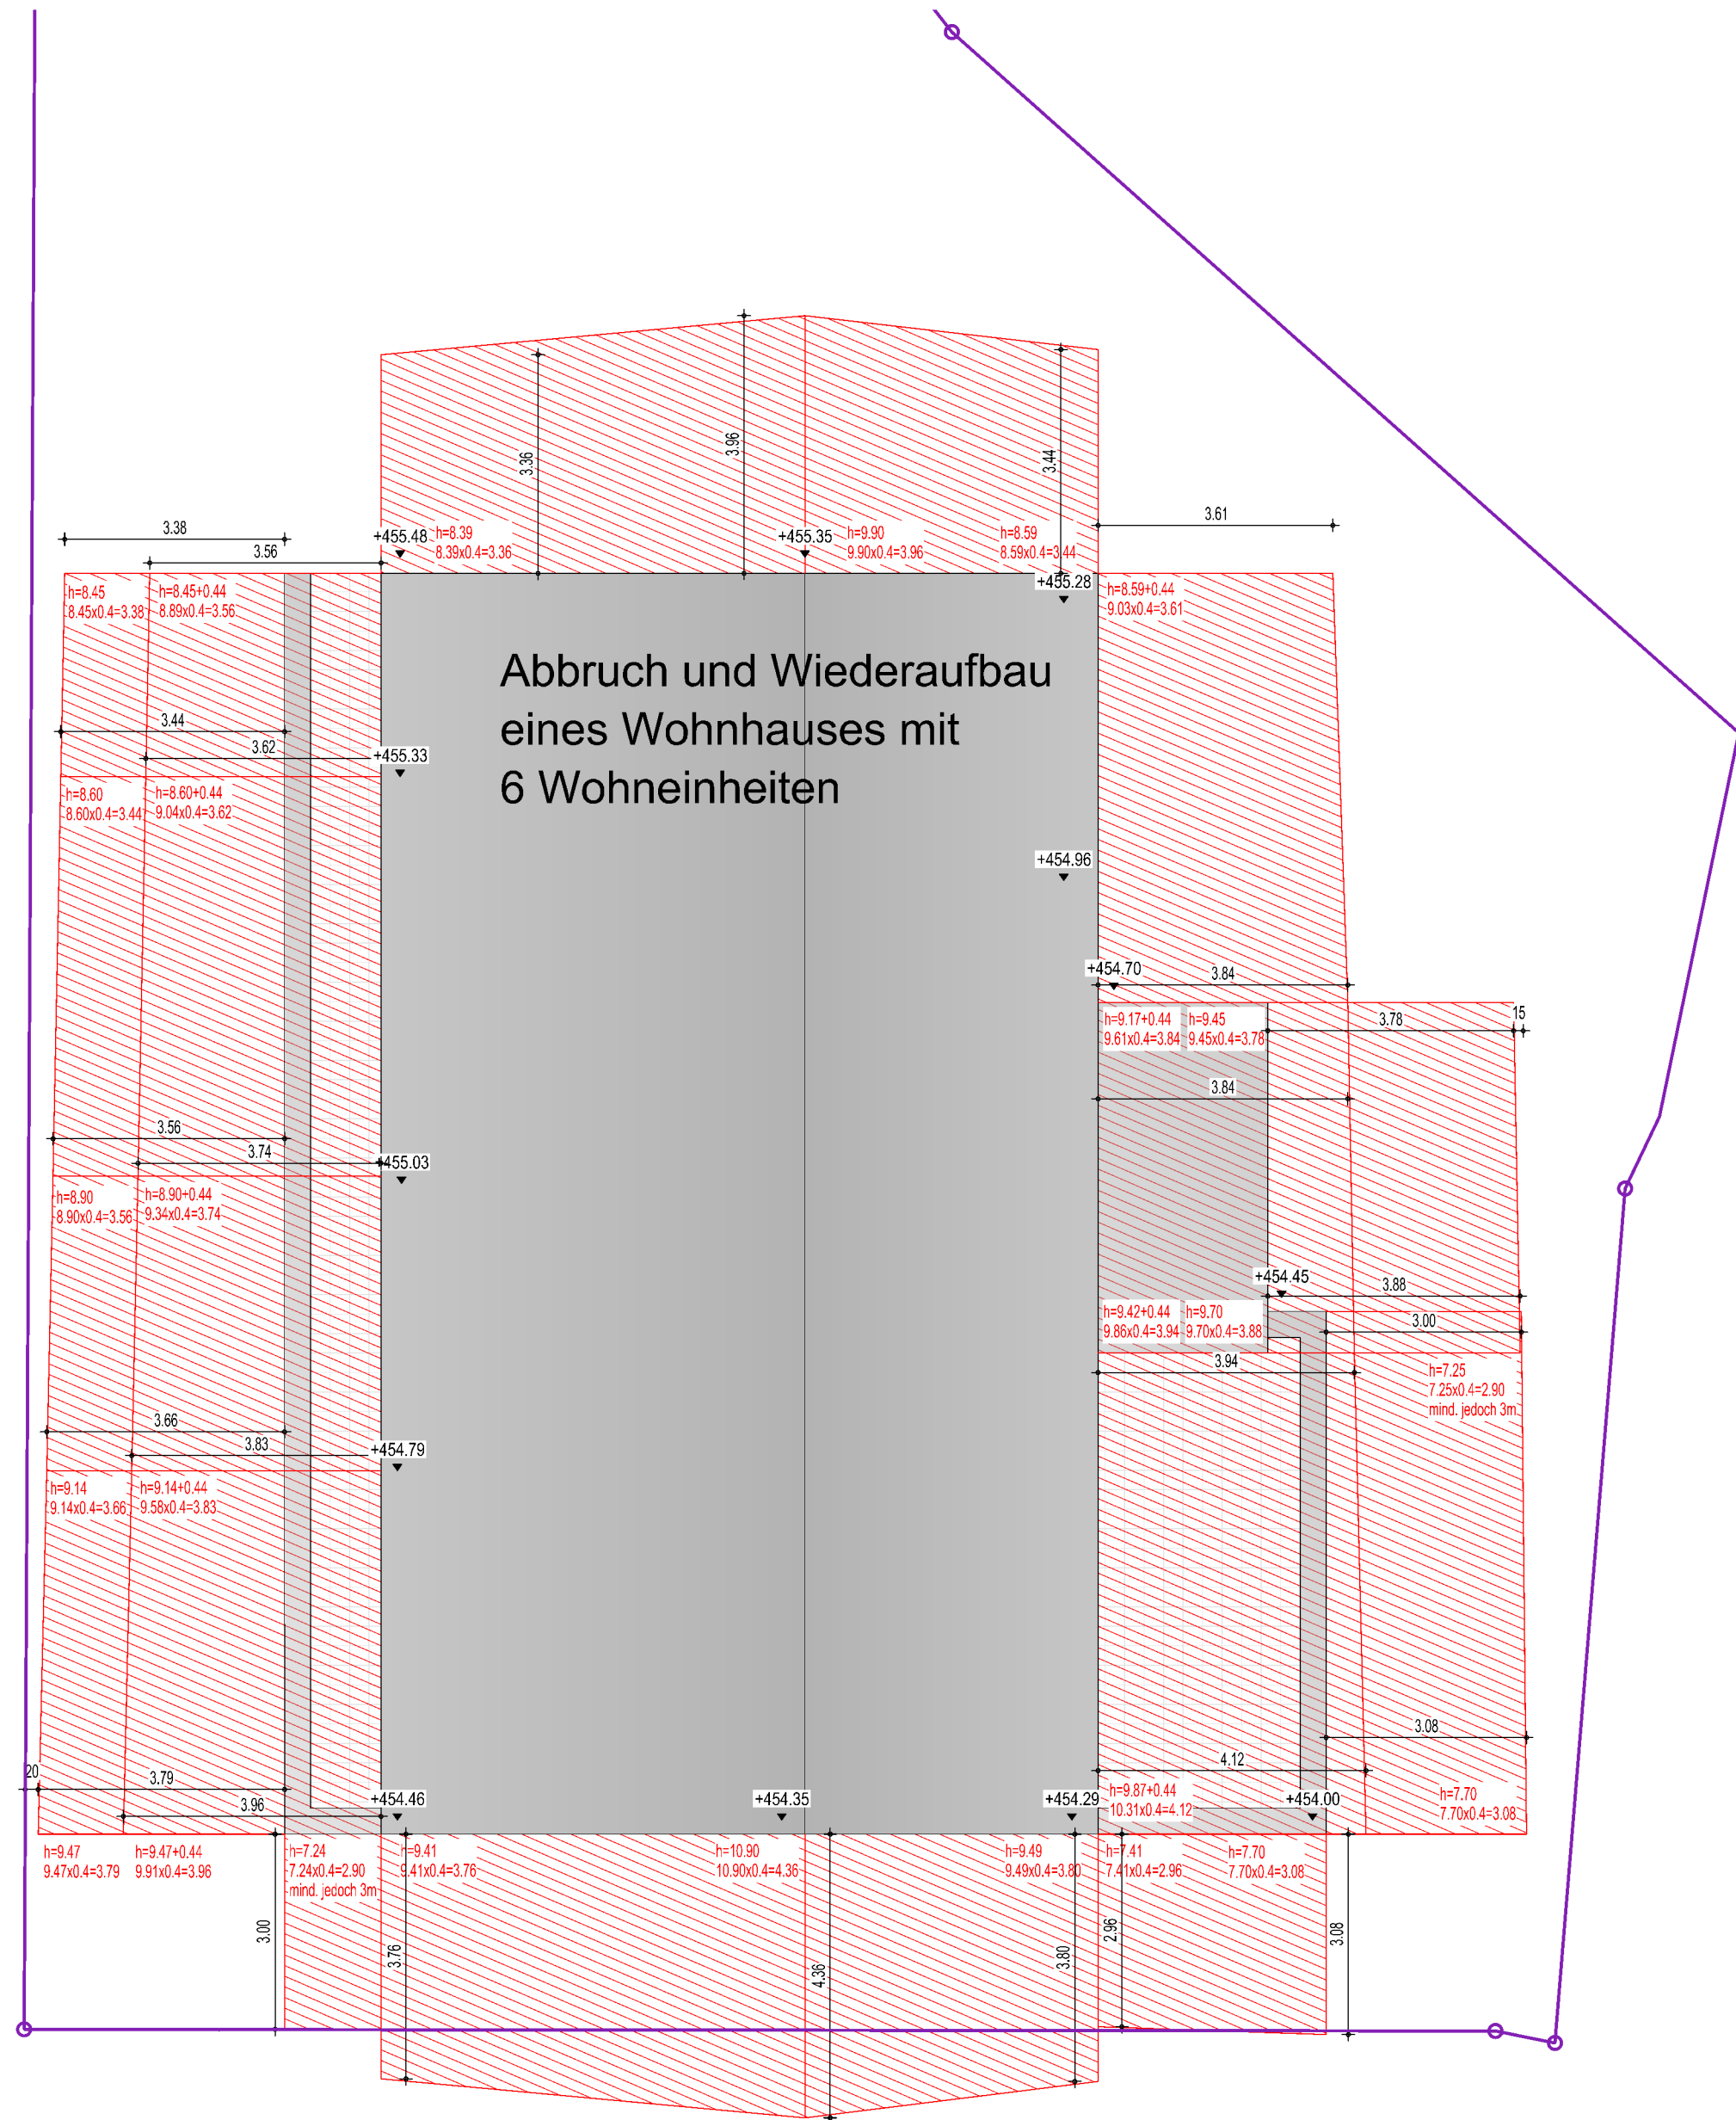 3.36
3.96
3.44
3.38
3.56
+455.48
h=8.39
8.39x0.4=3.36
+455.35
h=9.90
9.90x0.4=3.96
h=8.59
8.59x0.4=3.44
3.61
+455.28
h=8.45
8.45x0.4=3.38
h=8.45+0.44
8.89x0.4=3.56
h=8.59+0.44
9.03x0.4=3.61
Abbruch und Wiederaufbau
eines Wohnhauses mit
6 Wohneinheiten
3.44
3.62
+455.33
h=8.60
8.60x0.4=3.44
h=8.60+0.44
9.04x0.4=3.62
+454.96
+454.70
3.84
h=9.17+0.44
9.61x0.4=3.84
h=9.45
9.45x0.4=3.78
3.78
15
3.84
3.56
3.74
+455.03
h=8.90
8.90x0.4=3.56
h=8.90+0.44
9.34x0.4=3.74
+454.45
3.88
h=9.42+0.44
9.86x0.4=3.94
h=9.70
9.70x0.4=3.88
3.00
3.94
h=7.25
7.25x0.4=2.90
mind. jedoch 3m
3.66
3.83
+454.79
h=9.14
9.14x0.4=3.66
h=9.14+0.44
9.58x0.4=3.83
3.08
4.12
20
3.79
3.96
+454.46
+454.35
+454.29
h=9.87+0.44
10.31x0.4=4.12
+454.00
h=7.70
7.70x0.4=3.08
h=9.47
9.47x0.4=3.79
h=9.47+0.44
9.91x0.4=3.96
h=7.24
7.24x0.4=2.90
mind. jedoch 3m
h=9.41
9.41x0.4=3.76
h=10.90
10.90x0.4=4.36
h=9.49
9.49x0.4=3.80
h=7.41
7.41x0.4=2.96
h=7.70
7.70x0.4=3.08
3.00
3.76
4.36
3.80
2.96
3.08